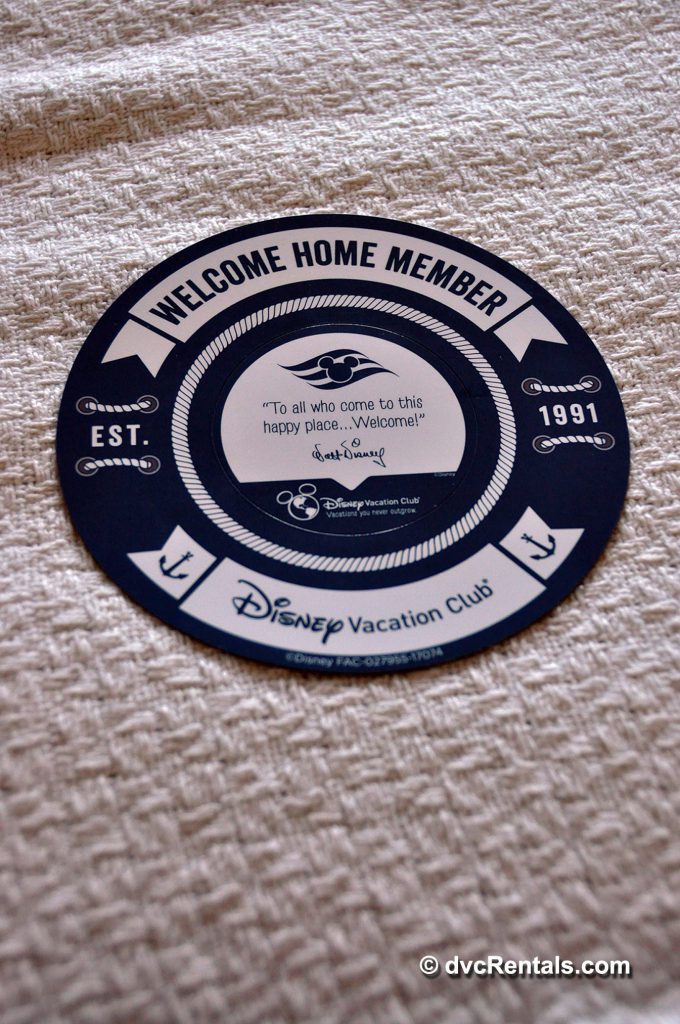 WELCOME HOME MEMBER
EST.
1991
“To all who come to this
happy place...Welcome!”
Walt Disney
©Disney
Disney Vacation Club®
Vacations you never outgrow.
Disney Vacation Club®
©Disney FAC-027955-17074
© dvcRentals.com